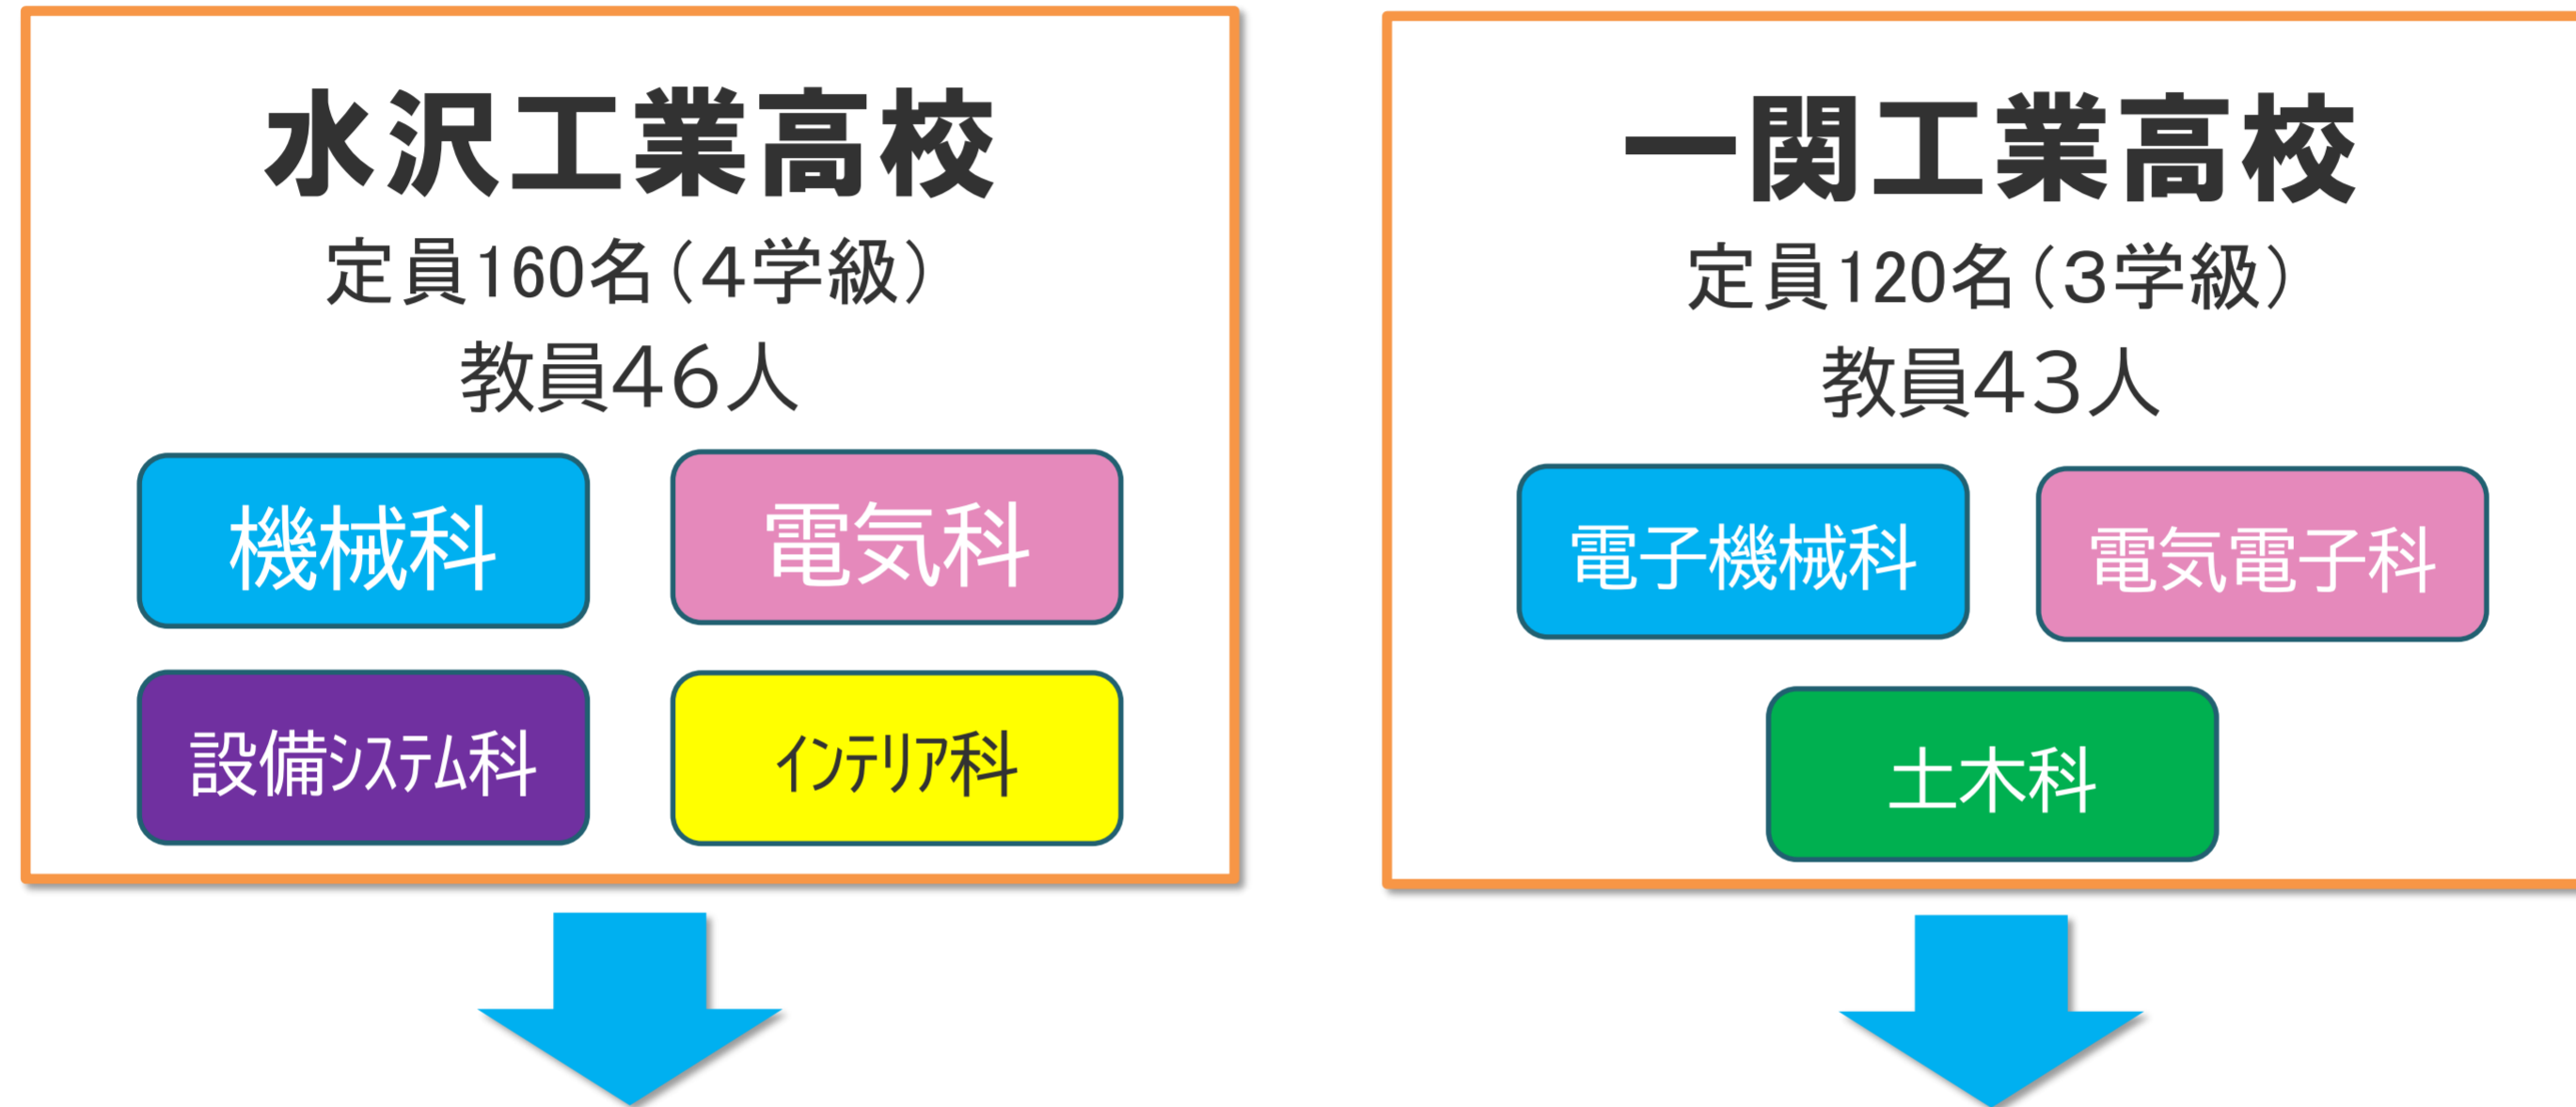 水沢工業高校
定員160名(4学級)
教員46人
機械科
電気科
設備システム科
インテリア科
一関工業高校
定員120名(3学級)
教員43人
電子機械科
電気電子科
土木科